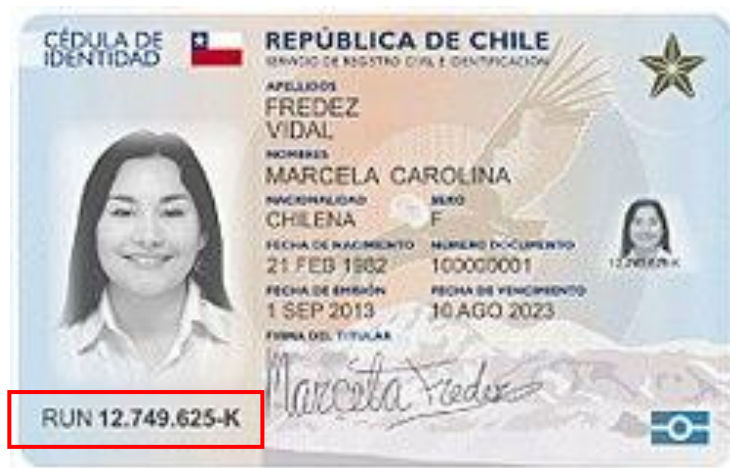 CÉDULA DE
IDENTIDAD
REPÚBLICA DE CHILE
SERVICIO DE REGISTRO CIVIL E IDENTIFICACIÓN
APELLIDOS
FREDEZ
VIDAL
NOMBRES
MARCELA CAROLINA
NACIONALIDAD SEXO
CHILENA F
FECHA DE NACIMIENTO NÚMERO DOCUMENTO
21 FEB 1982 100000001
12.749.625-K
FECHA DE EMISIÓN FECHA DE VENCIMIENTO
1 SEP 2013 10 AGO 2023
FIRMA DEL TITULAR
Marcela Fredez
RUN 12.749.625-K